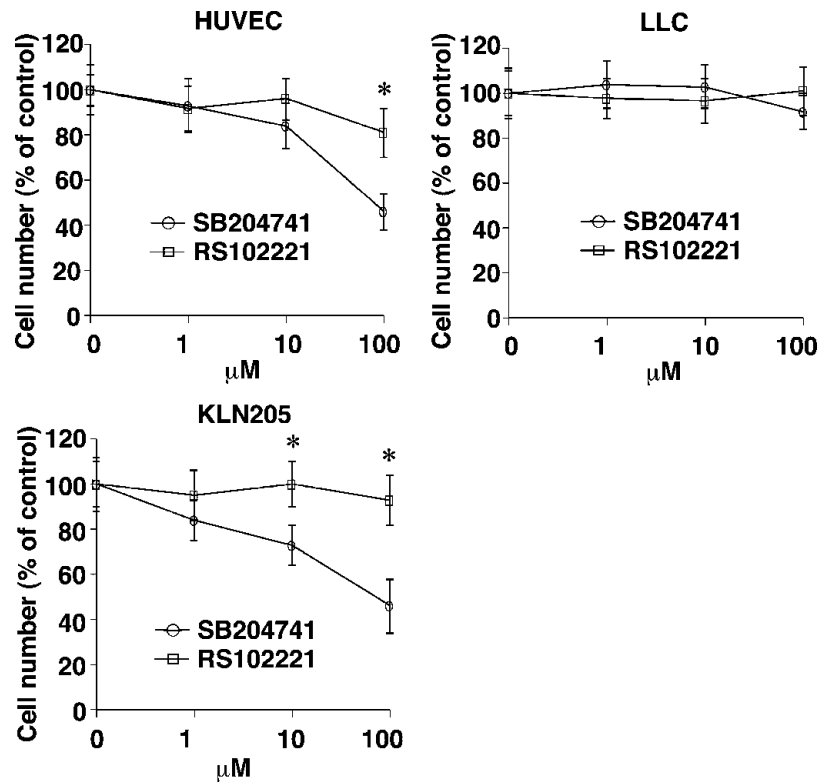 HUVEC
Cell number (% of control)
120
100
80
60
40
20
0
*
SB204741
RS102221
0 1 10 100
μM
LLC
Cell number (% of control)
120
100
80
60
40
20
0
SB204741
RS102221
0 1 10 100
μM
KLN205
Cell number (% of control)
120
100
80
60
40
20
0
* *
SB204741
RS102221
0 1 10 100
μM